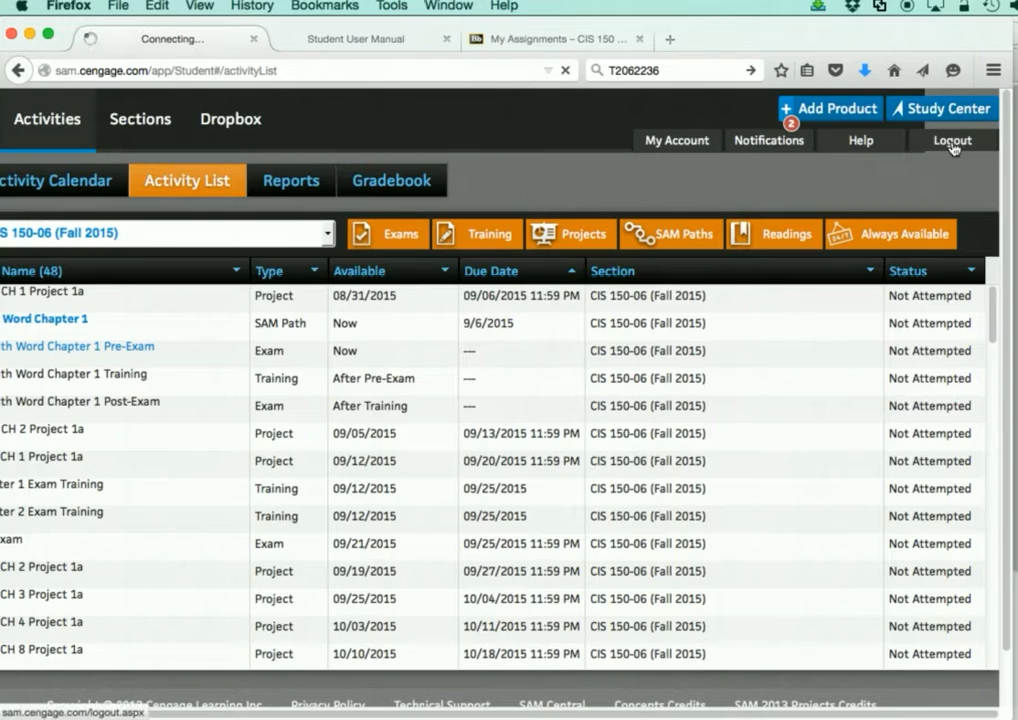 Firefox File Edit View History Bookmarks Tools Window Help
Connecting... Student User Manual Bb My Assignments – CIS 150 ...
sam.cengage.com/app/Student#/activityList T2062236
Activities Sections Dropbox + Add Product Study Center
2
My Account Notifications Help Logout
ctivity Calendar Activity List Reports Gradebook
S 150-06 (Fall 2015) Exams Training Projects SAM Paths Readings 24/7 Always Available
Name (48) Type Available Due Date Section Status
CH 1 Project 1a Project 08/31/2015 09/06/2015 11:59 PM CIS 150-06 (Fall 2015) Not Attempted
Word Chapter 1 SAM Path Now 9/6/2015 CIS 150-06 (Fall 2015) Not Attempted
th Word Chapter 1 Pre-Exam Exam Now --- CIS 150-06 (Fall 2015) Not Attempted
th Word Chapter 1 Training Training After Pre-Exam --- CIS 150-06 (Fall 2015) Not Attempted
th Word Chapter 1 Post-Exam Exam After Training --- CIS 150-06 (Fall 2015) Not Attempted
CH 2 Project 1a Project 09/05/2015 09/13/2015 11:59 PM CIS 150-06 (Fall 2015) Not Attempted
CH 1 Project 1a Project 09/12/2015 09/20/2015 11:59 PM CIS 150-06 (Fall 2015) Not Attempted
ter 1 Exam Training Training 09/12/2015 09/25/2015 CIS 150-06 (Fall 2015) Not Attempted
ter 2 Exam Training Training 09/12/2015 09/25/2015 CIS 150-06 (Fall 2015) Not Attempted
xam Exam 09/21/2015 09/25/2015 11:59 PM CIS 150-06 (Fall 2015) Not Attempted
CH 2 Project 1a Project 09/19/2015 09/27/2015 11:59 PM CIS 150-06 (Fall 2015) Not Attempted
CH 3 Project 1a Project 09/25/2015 10/04/2015 11:59 PM CIS 150-06 (Fall 2015) Not Attempted
CH 4 Project 1a Project 10/03/2015 10/11/2015 11:59 PM CIS 150-06 (Fall 2015) Not Attempted
CH 8 Project 1a Project 10/10/2015 10/18/2015 11:59 PM CIS 150-06 (Fall 2015) Not Attempted
Cengage Learning Inc. Privacy Policy Technical Support SAM Central Concepts Credits SAM 2013 Projects Credits
sam.cengage.com/logout.aspx